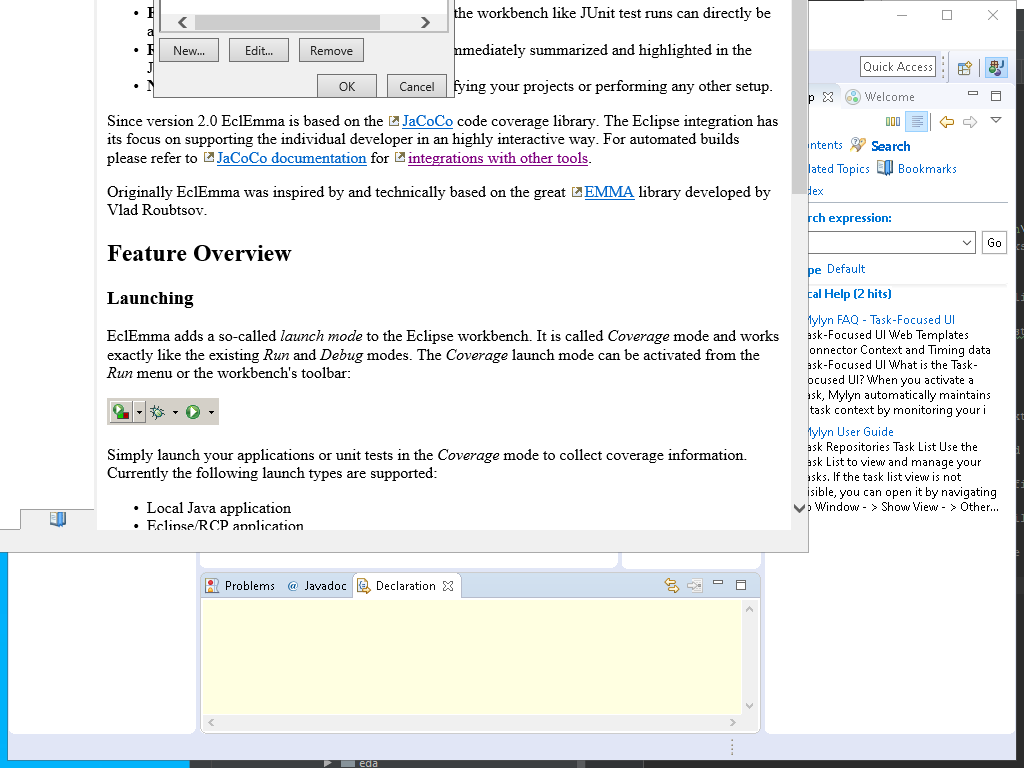 the workbench like JUnit test runs can directly be
New...
Edit...
Remove
mmediately summarized and highlighted in the
OK
Cancel
fying your projects or performing any other setup.
Since version 2.0 EclEmma is based on the JaCoCo code coverage library. The Eclipse integration has
its focus on supporting the individual developer in an highly interactive way. For automated builds
please refer to JaCoCo documentation for integrations with other tools.
Originally EclEmma was inspired by and technically based on the great EMMA library developed by
Vlad Roubtsov.
Feature Overview
Launching
EclEmma adds a so-called launch mode to the Eclipse workbench. It is called Coverage mode and works
exactly like the existing Run and Debug modes. The Coverage launch mode can be activated from the
Run menu or the workbench's toolbar:
Simply launch your applications or unit tests in the Coverage mode to collect coverage information.
Currently the following launch types are supported:
• Local Java application
• Eclipse/RCP application
Quick Access
p
Welcome
ntents
Search
ated Topics
Bookmarks
dex
rch expression:
Go
pe Default
cal Help (2 hits)
Mylyn FAQ - Task-Focused UI
ask-Focused UI Web Templates
onnector Context and Timing data
ask-Focused UI What is the Task-
ocused UI? When you activate a
ask, Mylyn automatically maintains
task context by monitoring your i
Mylyn User Guide
ask Repositories Task List Use the
ask List to view and manage your
asks. If the task list view is not
isible, you can open it by navigating
o Window - > Show View - > Other...
Problems
@ Javadoc
Declaration
eda